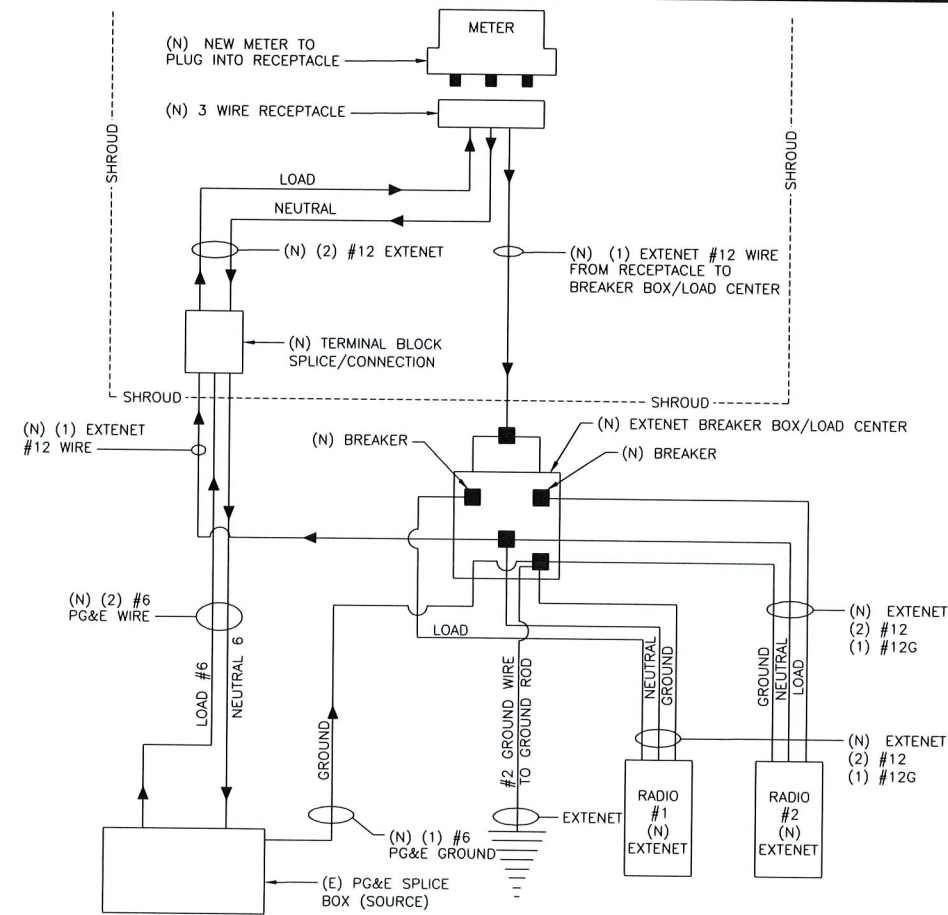 METER
(N) NEW METER TO
PLUG INTO RECEPTACLE
(N) 3 WIRE RECEPTACLE
SHROUD
SHROUD
LOAD
NEUTRAL
(N) (2) #12 EXTENET
(N) (1) EXTENET #12 WIRE
FROM RECEPTACLE TO
BREAKER BOX/LOAD CENTER
(N) TERMINAL BLOCK
SPLICE/CONNECTION
SHROUD
SHROUD
(N) (1) EXTENET
#12 WIRE
(N) BREAKER
(N) EXTENET BREAKER BOX/LOAD CENTER
(N) BREAKER
(N) (2) #6
PG&E WIRE
LOAD #6
NEUTRAL 6
GROUND
LOAD
#2 GROUND WIRE
TO GROUND ROD
NEUTRAL
GROUND
GROUND
NEUTRAL
LOAD
(N) EXTENET
(2) #12
(1) #12G
(N) EXTENET
(2) #12
(1) #12G
RADIO
#1
(N)
EXTENET
RADIO
#2
(N)
EXTENET
EXTENET
(N) (1) #6
PG&E GROUND
(E) PG&E SPLICE
BOX (SOURCE)